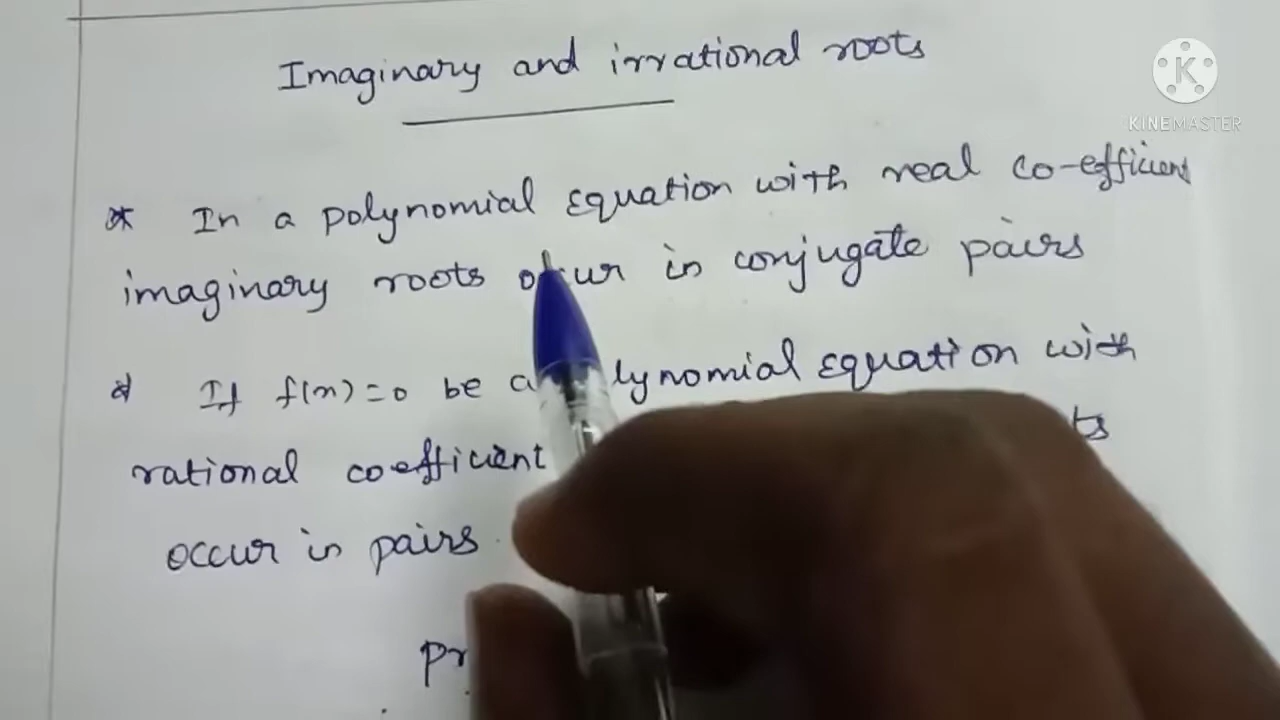 Imaginary and irrational roots
KINEMASTER
* In a polynomial equation with real co-efficient
imaginary roots occur in conjugate pairs
* If f(x)=0 be a polynomial equation with
rational coefficient
occur in pairs.